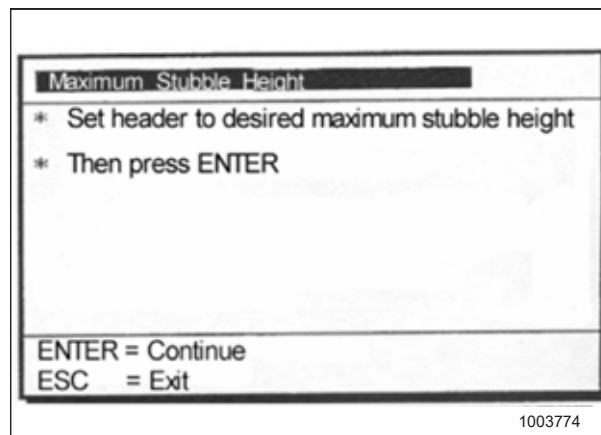 Maximum Stubble Height
* Set header to desired maximum stubble height
* Then press ENTER
ENTER = Continue
ESC = Exit
1003774